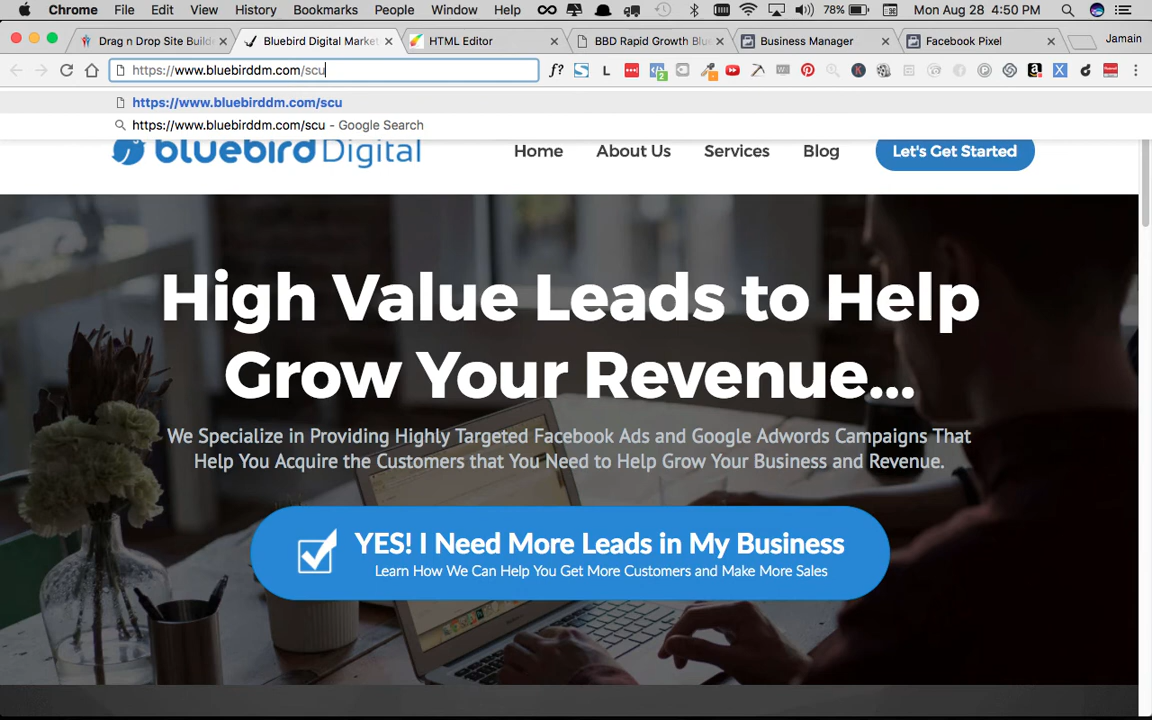 Chrome File Edit View History Bookmarks People Window Help 78% Mon Aug 28 4:50 PM
Drag n Drop Site Build
Bluebird Digital Market
HTML Editor
BBD Rapid Growth Blu
Business Manager
Facebook Pixel
Jamain
https://www.bluebirddm.com/scu
https://www.bluebirddm.com/scu
https://www.bluebirddm.com/scu - Google Search
bluebirdDigital
Home About Us Services Blog Let's Get Started
High Value Leads to Help
Grow Your Revenue...
We Specialize in Providing Highly Targeted Facebook Ads and Google Adwords Campaigns That
Help You Acquire the Customers that You Need to Help Grow Your Business and Revenue.
YES! I Need More Leads in My Business
Learn How We Can Help You Get More Customers and Make More Sales